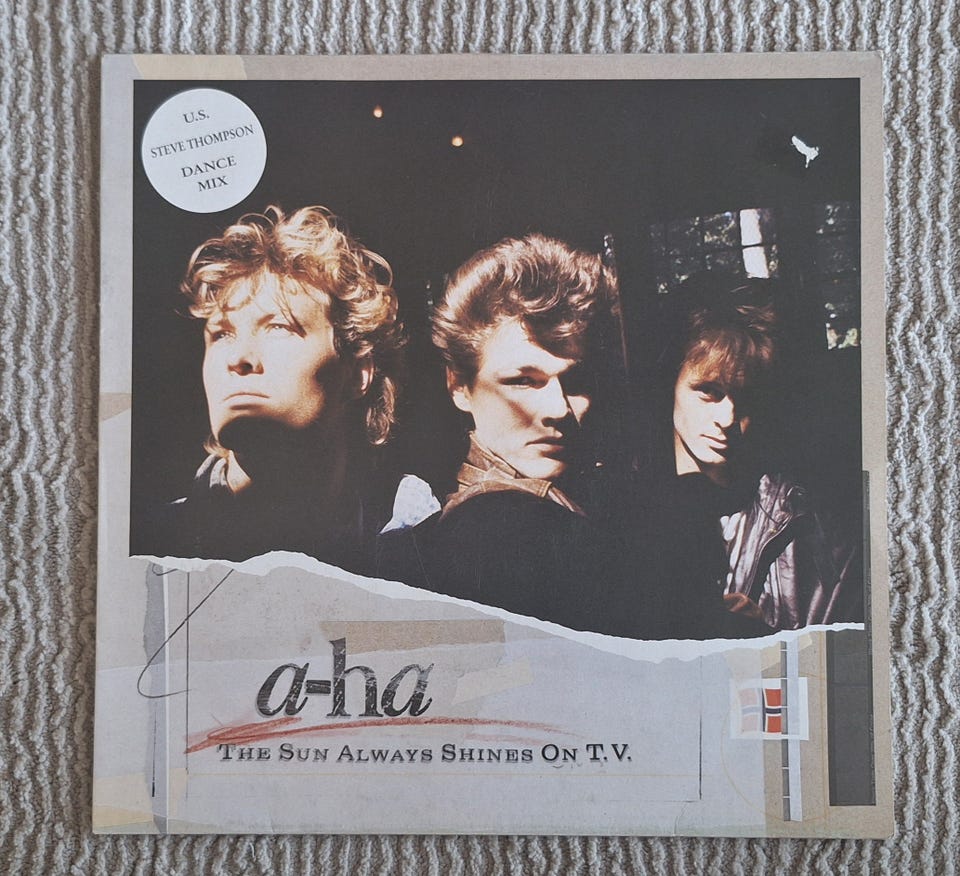 U.S.
STEVE THOMPSON
DANCE
MIX
a-ha
THE SUN ALWAYS SHINES ON T.V.